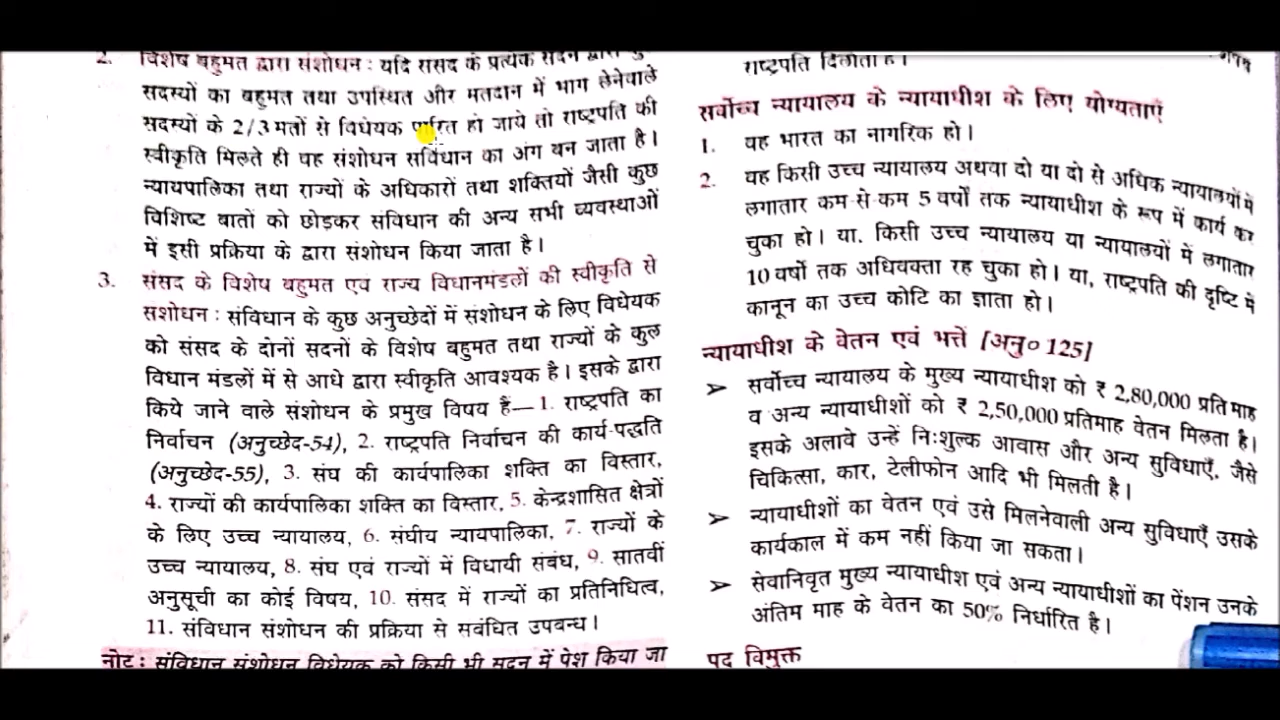 2. विशेष बहुमत द्वारा संशोधन : यदि संसद के प्रत्येक सदन द्वारा
सदस्यों का बहुमत तथा उपस्थित और मतदान में भाग लेनेवाले
सदस्यों के 2/3 मतों से विधेयक पारित हो जाये तो राष्ट्रपति की
स्वीकृति मिलते ही वह संशोधन संविधान का अंग बन जाता है।
न्यायपालिका तथा राज्यों के अधिकारों तथा शक्तियों जैसी कुछ
विशिष्ट बातों को छोड़कर संविधान की अन्य सभी व्यवस्थाओं
में इसी प्रक्रिया के द्वारा संशोधन किया जाता है।
3. संसद के विशेष बहुमत एवं राज्य विधानमंडलों की स्वीकृति से
संशोधन : संविधान के कुछ अनुच्छेदों में संशोधन के लिए विधेयक
को संसद के दोनों सदनों के विशेष बहुमत तथा राज्यों के कुल
विधान मंडलों में से आधे द्वारा स्वीकृति आवश्यक है। इसके द्वारा
किये जाने वाले संशोधन के प्रमुख विषय हैं— 1. राष्ट्रपति का
निर्वाचन (अनुच्छेद-54), 2. राष्ट्रपति निर्वाचन की कार्य-पद्धति
(अनुच्छेद-55), 3. संघ की कार्यपालिका शक्ति का विस्तार,
4. राज्यों की कार्यपालिका शक्ति का विस्तार, 5. केन्द्रशासित क्षेत्रों
के लिए उच्च न्यायालय, 6. संघीय न्यायपालिका, 7. राज्यों के
उच्च न्यायालय, 8. संघ एवं राज्यों में विधायी संबंध, 9. सातवीं
अनुसूची का कोई विषय, 10. संसद में राज्यों का प्रतिनिधित्व,
11. संविधान संशोधन की प्रक्रिया से संबंधित उपबन्ध।
नोट : संविधान संशोधन विधेयक को किसी भी सदन में पेश किया जा
राष्ट्रपति दिलाता है।
सर्वोच्च न्यायालय के न्यायाधीश के लिए योग्यताएँ
1. वह भारत का नागरिक हो।
2. वह किसी उच्च न्यायालय अथवा दो या दो से अधिक न्यायालयों में
लगातार कम-से-कम 5 वर्षों तक न्यायाधीश के रूप में कार्य कर
चुका हो। या. किसी उच्च न्यायालय या न्यायालयों में लगातार
10 वर्षों तक अधिवक्ता रह चुका हो। या, राष्ट्रपति की दृष्टि में
कानून का उच्च कोटि का ज्ञाता हो।
न्यायाधीश के वेतन एवं भत्ते [अनु० 125]
➤ सर्वोच्च न्यायालय के मुख्य न्यायाधीश को ₹ 2,80,000 प्रति माह
व अन्य न्यायाधीशों को ₹ 2,50,000 प्रतिमाह वेतन मिलता है।
इसके अलावे उन्हें निःशुल्क आवास और अन्य सुविधाएँ, जैसे
चिकित्सा, कार, टेलीफोन आदि भी मिलती है।
➤ न्यायाधीशों का वेतन एवं उसे मिलनेवाली अन्य सुविधाएँ उसके
कार्यकाल में कम नहीं किया जा सकता।
➤ सेवानिवृत मुख्य न्यायाधीश एवं अन्य न्यायाधीशों का पेंशन उनके
अंतिम माह के वेतन का 50% निर्धारित है।
पद विमुक्त